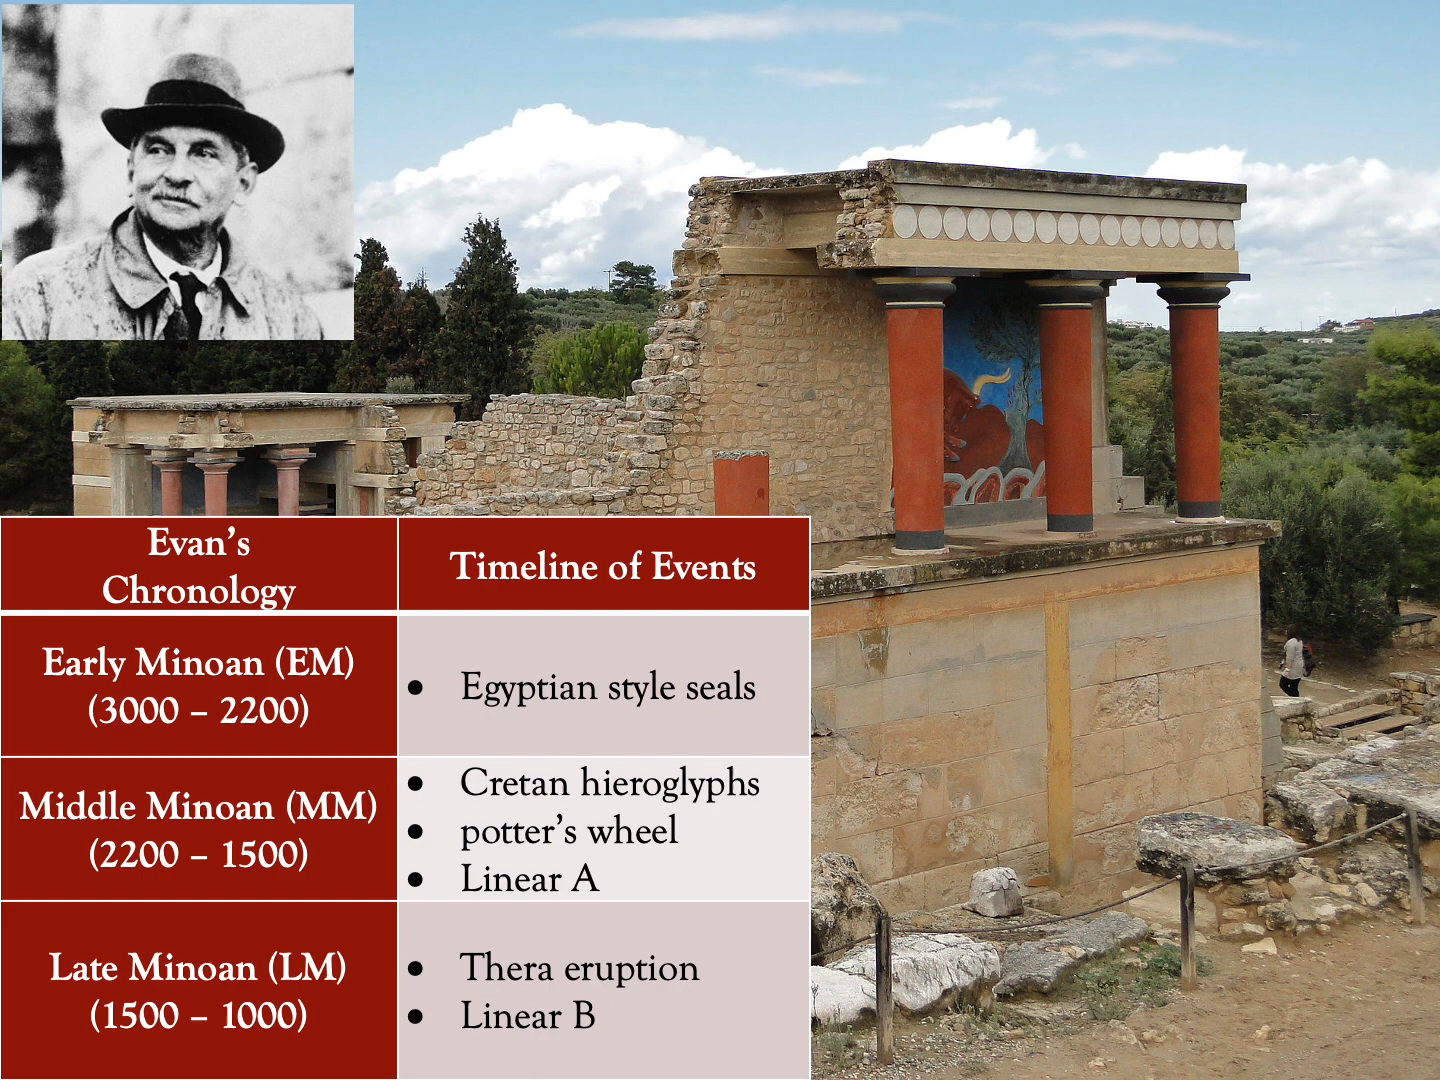 Evan’s
Chronology
Timeline of Events
Early Minoan (EM)
(3000 – 2200)
• Egyptian style seals
Middle Minoan (MM)
(2200 – 1500)
• Cretan hieroglyphs
• potter’s wheel
• Linear A
Late Minoan (LM)
(1500 – 1000)
• Thera eruption
• Linear B